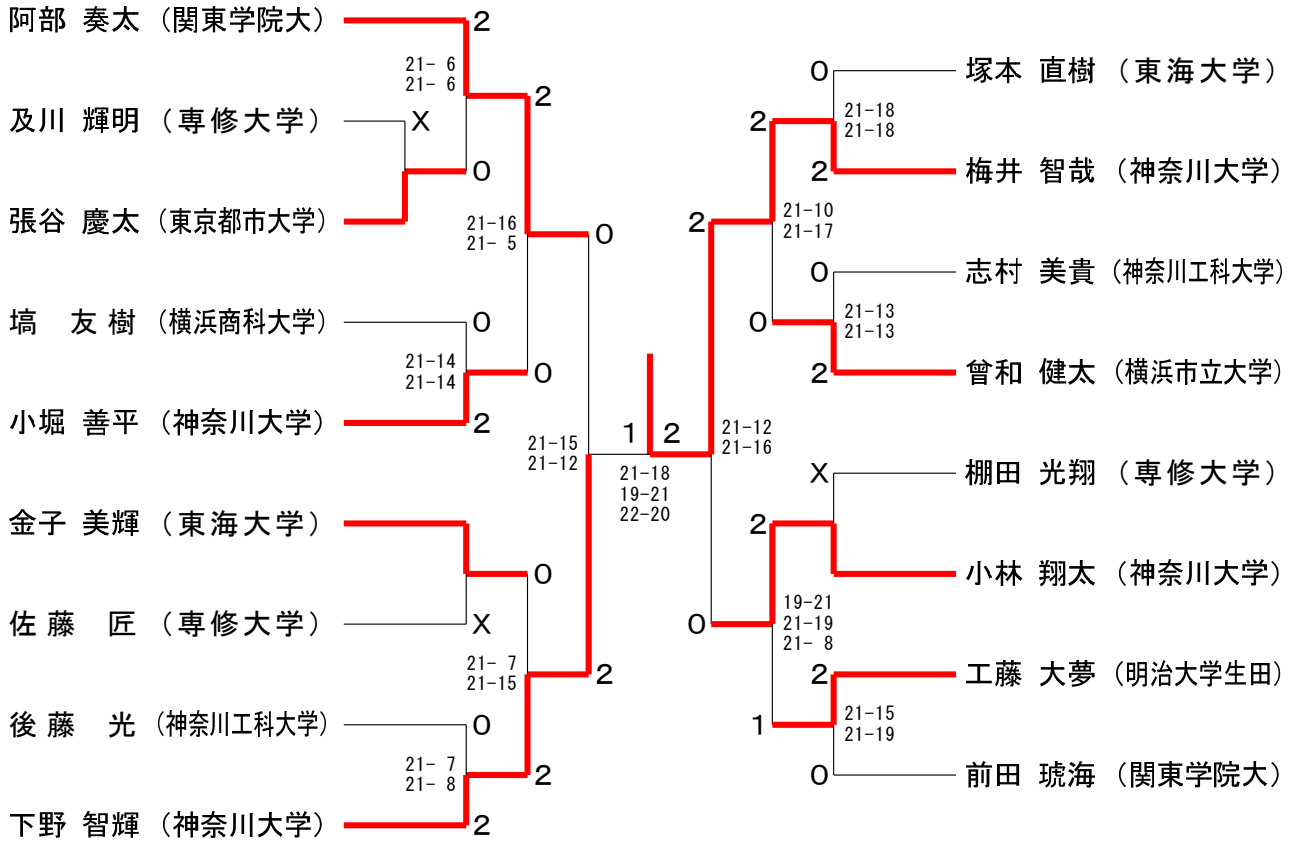 阿部 奏太 (関東学院大)
2
21- 6
21- 6
2
及川 輝明 (専修大学)
X
0
張谷 慶太 (東京都市大学)
21-16
21- 5
0
塙 友樹 (横浜商科大学)
0
21-14
21-14
0
小堀 善平 (神奈川大学)
2
21-15
21-12
金子 美輝 (東海大学)
0
佐藤 匠 (専修大学)
X
21- 7
21-15
2
後藤 光 (神奈川工科大学)
0
21- 7
21- 8
2
下野 智輝 (神奈川大学)
2
1
2
21-18
19-21
22-20
0
塚本 直樹 (東海大学)
21-18
21-18
2
2
梅井 智哉 (神奈川大学)
2
21-10
21-17
0
志村 美貴 (神奈川工科大学)
21-13
21-13
0
2
曾和 健太 (横浜市立大学)
21-12
21-16
X
棚田 光翔 (専修大学)
2
小林 翔太 (神奈川大学)
0
19-21
21-19
21- 8
2
工藤 大夢 (明治大学生田)
1
21-15
21-19
0
前田 琥海 (関東学院大)